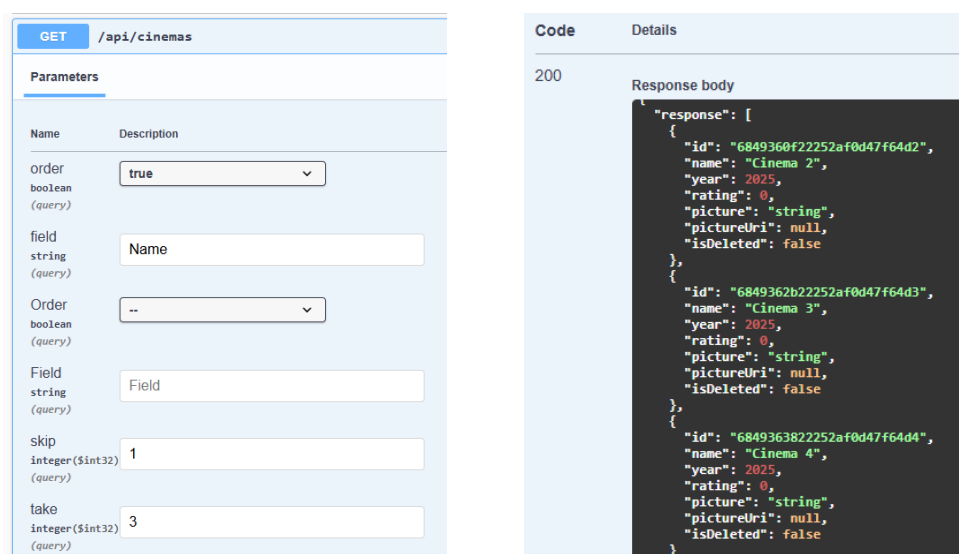 GET /api/cinemas
Parameters
Name Description
order
boolean
(query)
true
field
string
(query)
Name
Order
boolean
(query)
--
Field
string
(query)
Field
skip
integer($int32)
(query)
1
take
integer($int32)
(query)
3
Code Details
200
Response body
{
"response": [
{
"id": "6849360f22252af0d47f64d2",
"name": "Cinema 2",
"year": 2025,
"rating": 0,
"picture": "string",
"pictureUri": null,
"isDeleted": false
},
{
"id": "6849362b22252af0d47f64d3",
"name": "Cinema 3",
"year": 2025,
"rating": 0,
"picture": "string",
"pictureUri": null,
"isDeleted": false
},
{
"id": "6849363822252af0d47f64d4",
"name": "Cinema 4",
"year": 2025,
"rating": 0,
"picture": "string",
"pictureUri": null,
"isDeleted": false
}